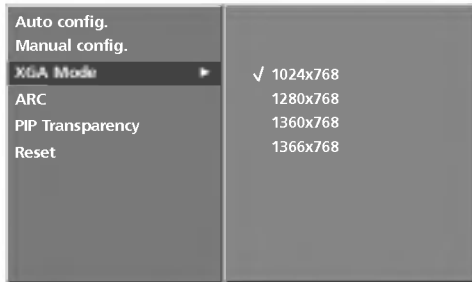 Auto config.
Manual config.
XGA Mode ►
ARC
PIP Transparency
Reset
✓ 1024x768
1280x768
1360x768
1366x768